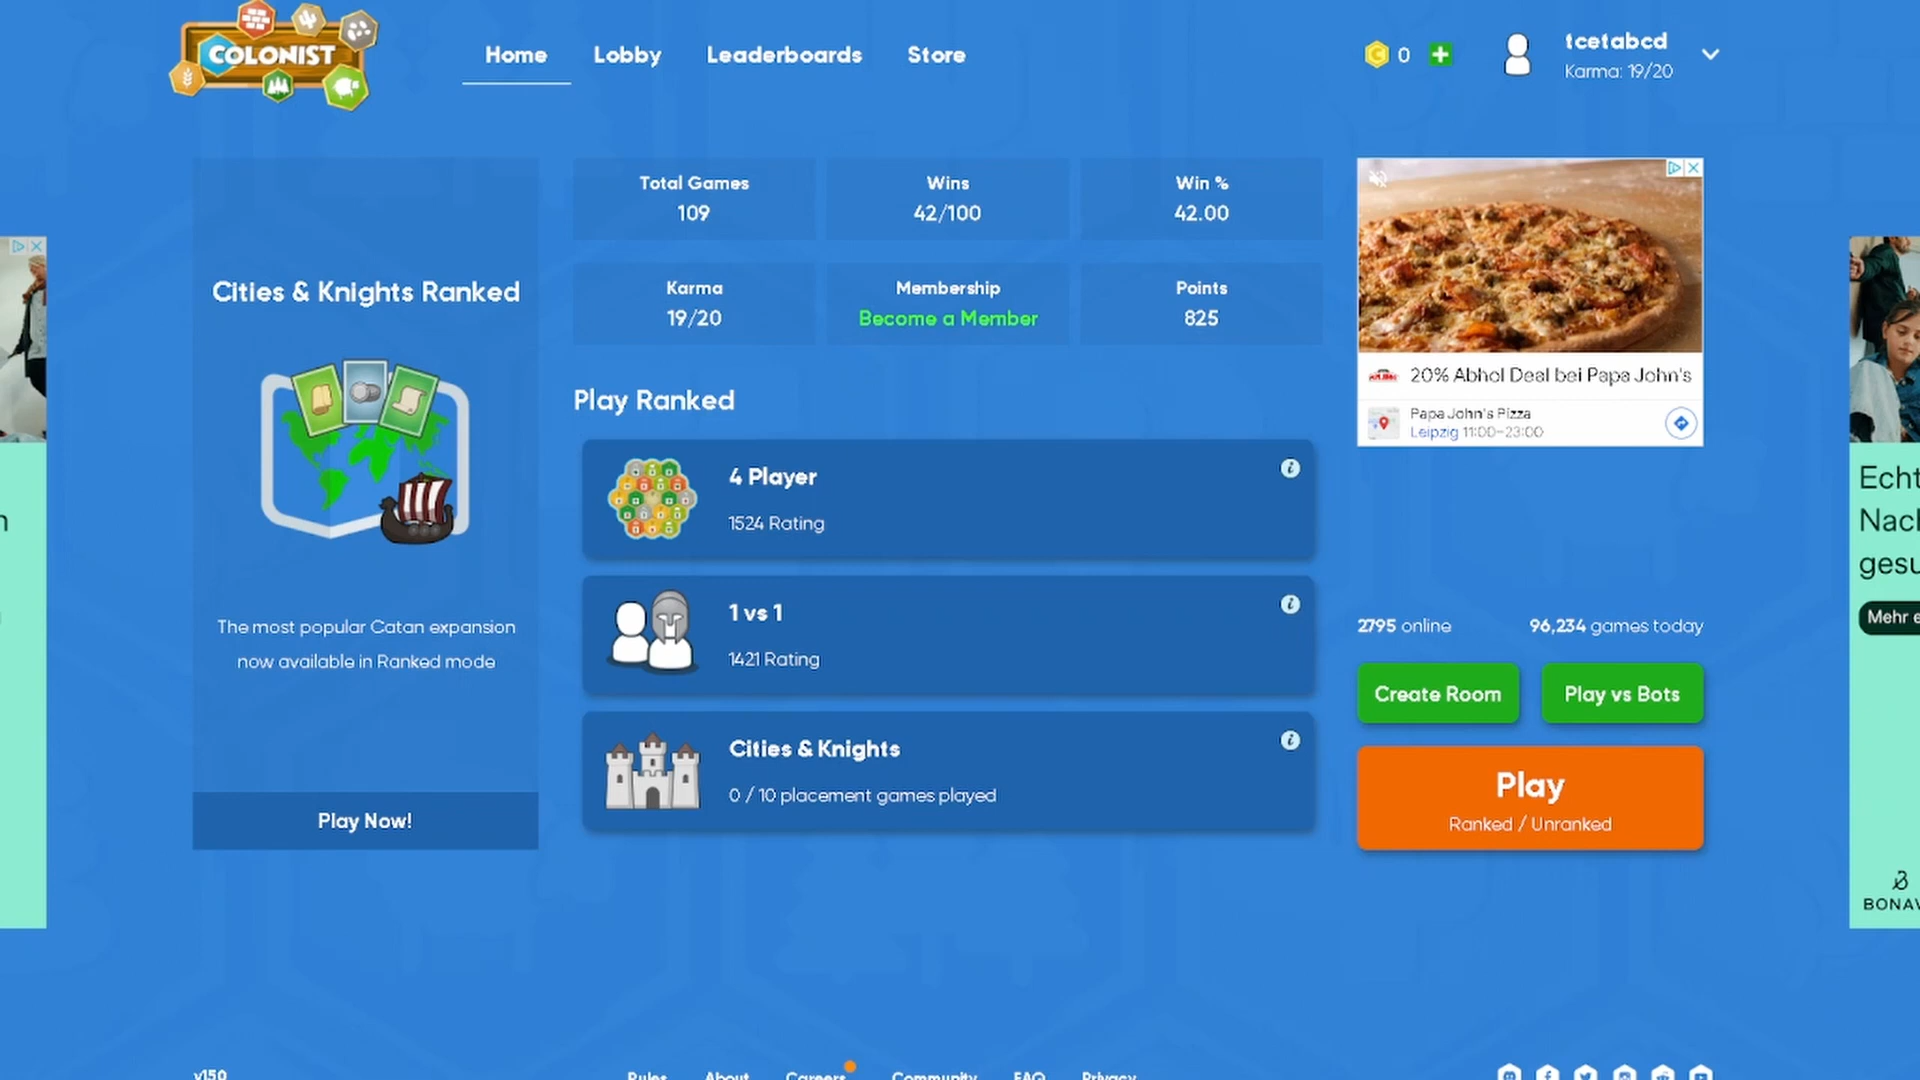 COLONIST
Home
Lobby
Leaderboards
Store
0
tcetabcd
Karma: 19/20
Cities & Knights Ranked
The most popular Catan expansion
now available in Ranked mode
Play Now!
Total Games
109
Wins
42/100
Win %
42.00
Karma
19/20
Membership
Become a Member
Points
825
Play Ranked
4 Player
1524 Rating
1 vs 1
1421 Rating
Cities & Knights
0 / 10 placement games played
20% Abhol Deal bei Papa John's
Papa John's Pizza
Leipzig 11:00–23:00
2795 online
96,234 games today
Create Room
Play vs Bots
Play
Ranked / Unranked
Echt
Nach
gesu
Mehr e
BONAV
v150
Rules
About
Careers
Community
FAQ
Privacy